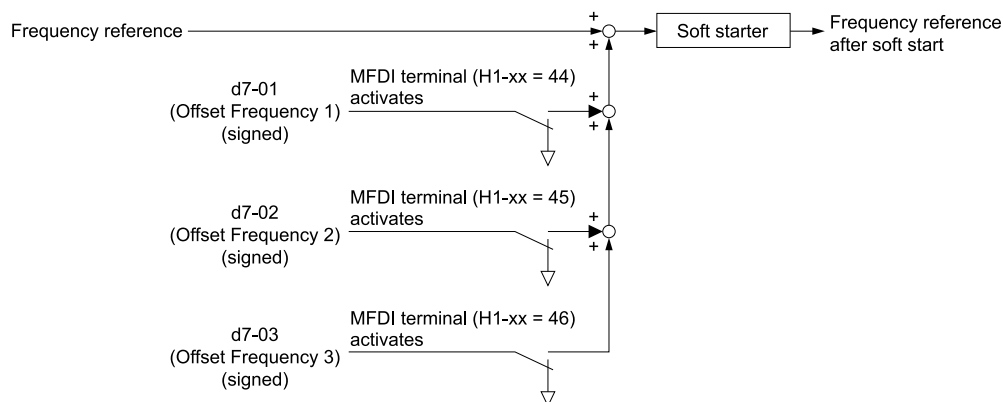 Frequency reference
+
+
Soft starter
Frequency reference
after soft start
d7-01
(Offset Frequency 1)
(signed)
MFDI terminal (H1-xx = 44)
activates
+
+
d7-02
(Offset Frequency 2)
(signed)
MFDI terminal (H1-xx = 45)
activates
+
+
d7-03
(Offset Frequency 3)
(signed)
MFDI terminal (H1-xx = 46)
activates